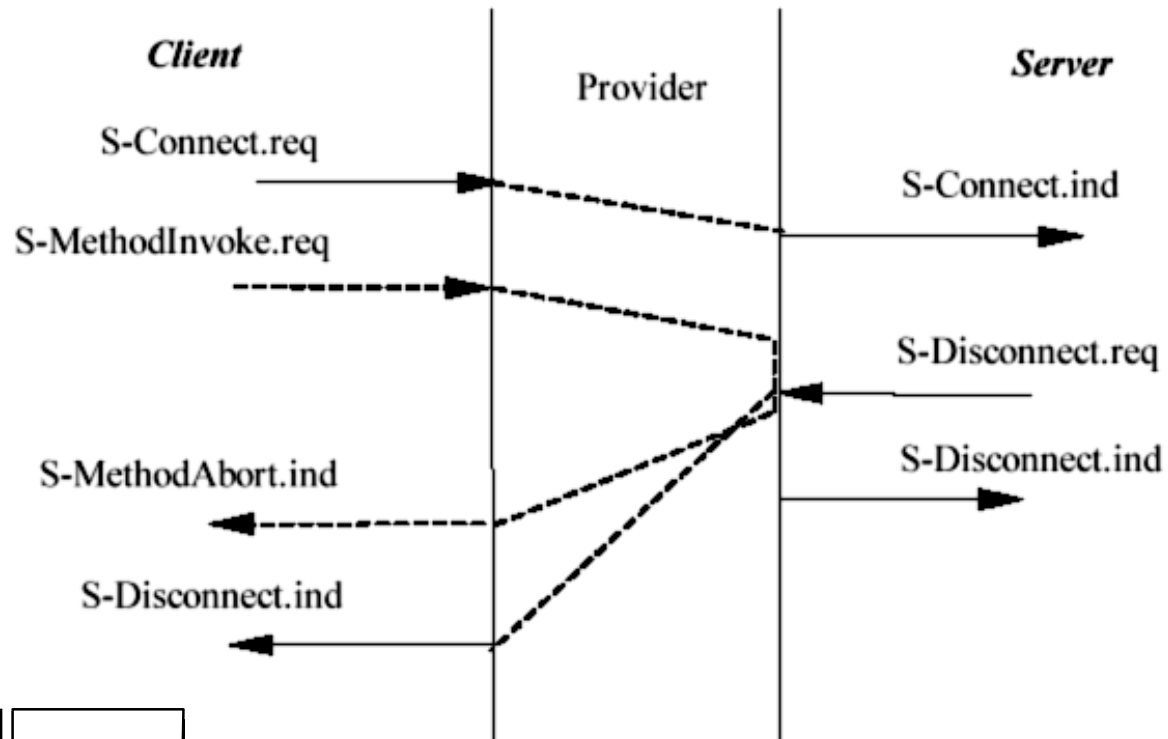 Client
Provider
Server
S-Connect.req
S-Connect.ind
S-MethodInvoke.req
S-Disconnect.req
S-MethodAbort.ind
S-Disconnect.ind
S-Disconnect.ind